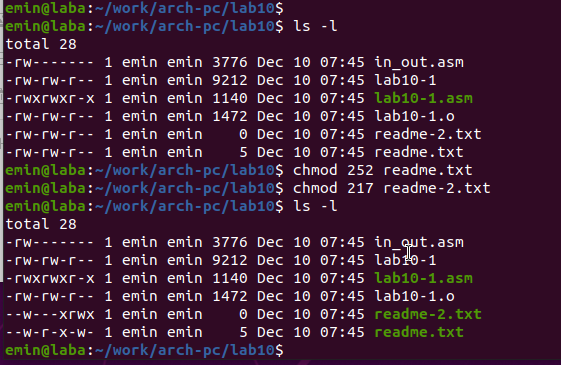 emin@laba:~/work/arch-pc/lab10$
emin@laba:~/work/arch-pc/lab10$ ls -l
total 28
-rw------- 1 emin emin 3776 Dec 10 07:45 in_out.asm
-rw-rw-r-- 1 emin emin 9212 Dec 10 07:45 lab10-1
-rwxrwxr-x 1 emin emin 1140 Dec 10 07:45 lab10-1.asm
-rw-rw-r-- 1 emin emin 1472 Dec 10 07:45 lab10-1.o
-rw-rw-r-- 1 emin emin    0 Dec 10 07:45 readme-2.txt
-rw-rw-r-- 1 emin emin    5 Dec 10 07:45 readme.txt
emin@laba:~/work/arch-pc/lab10$ chmod 252 readme.txt
emin@laba:~/work/arch-pc/lab10$ chmod 217 readme-2.txt
emin@laba:~/work/arch-pc/lab10$ ls -l
total 28
-rw------- 1 emin emin 3776 Dec 10 07:45 in_out.asm
-rw-rw-r-- 1 emin emin 9212 Dec 10 07:45 lab10-1
-rwxrwxr-x 1 emin emin 1140 Dec 10 07:45 lab10-1.asm
-rw-rw-r-- 1 emin emin 1472 Dec 10 07:45 lab10-1.o
--w---xrwx 1 emin emin    0 Dec 10 07:45 readme-2.txt
--w-r-x-w- 1 emin emin    5 Dec 10 07:45 readme.txt
emin@laba:~/work/arch-pc/lab10$